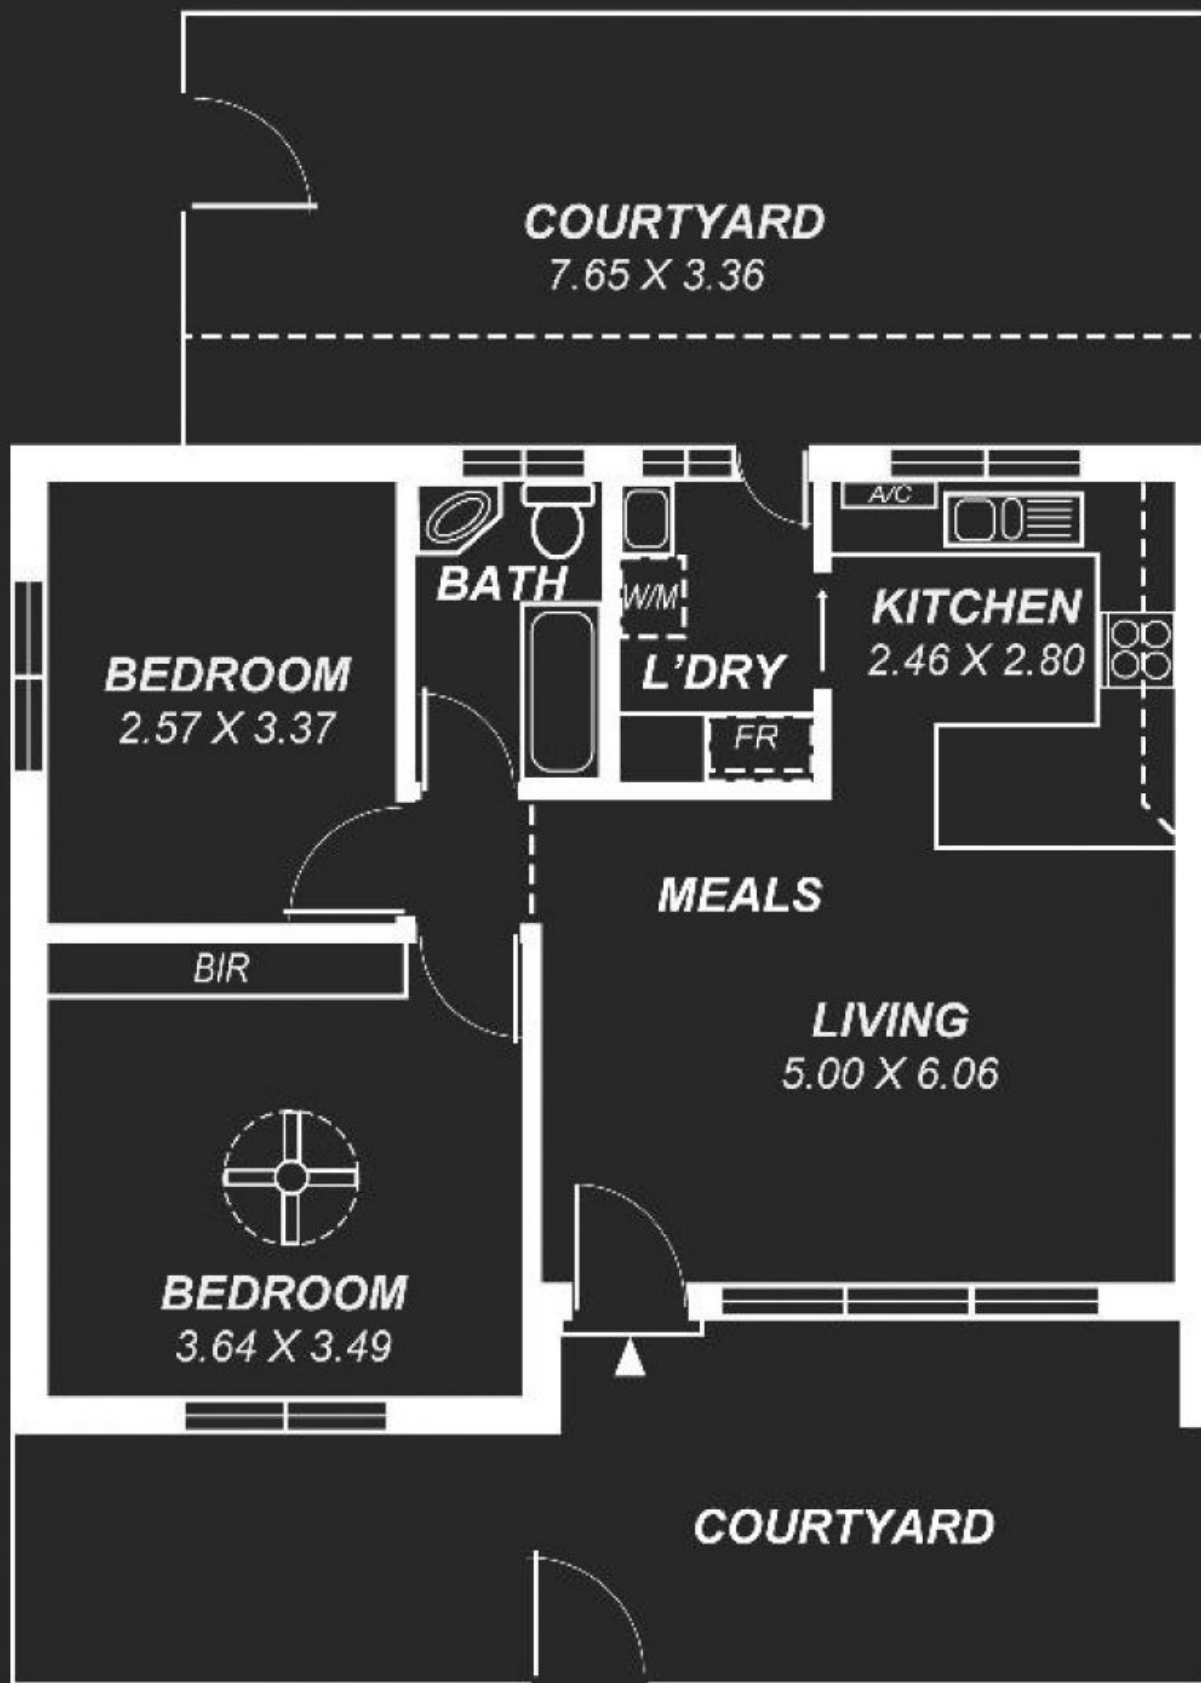 COURTYARD
7.65 X 3.36
A/C
BATH
W/M
KITCHEN
2.46 X 2.80
BEDROOM
2.57 X 3.37
L'DRY
FR
MEALS
BIR
LIVING
5.00 X 6.06
BEDROOM
3.64 X 3.49
COURTYARD